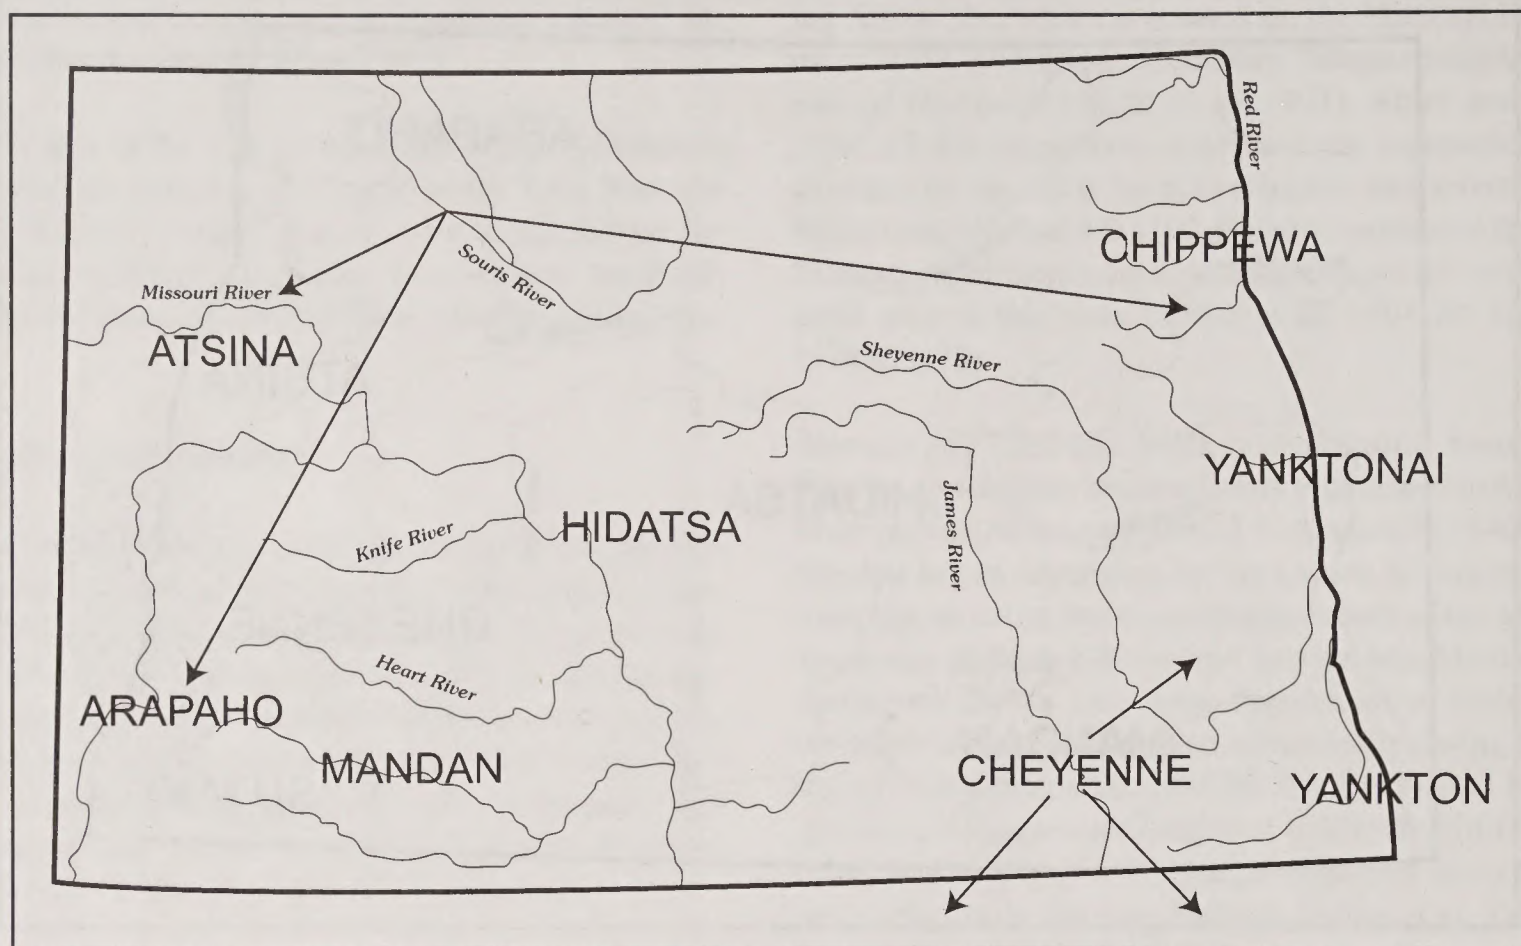 Red River
CHIPPEWA
Souris River
Missouri River
ATSINA
Sheyenne River
YANKTONAI
James River
HIDATSA
Knife River
Heart River
ARAPAHO
MANDAN
CHEYENNE
YANKTON